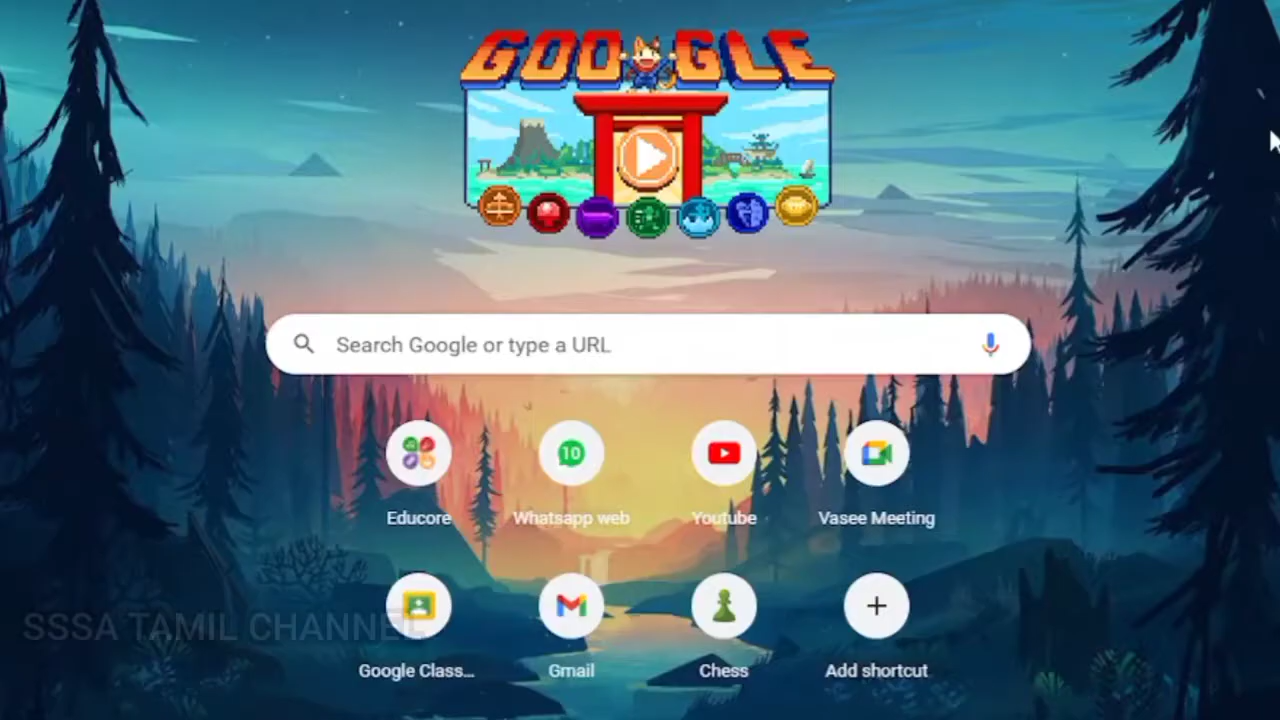 GOOGLE
Search Google or type a URL
10
Educore
Whatsapp web
Youtube
Vasee Meeting
SSSA TAMIL CHANNEL
Google Class...
Gmail
Chess
Add shortcut